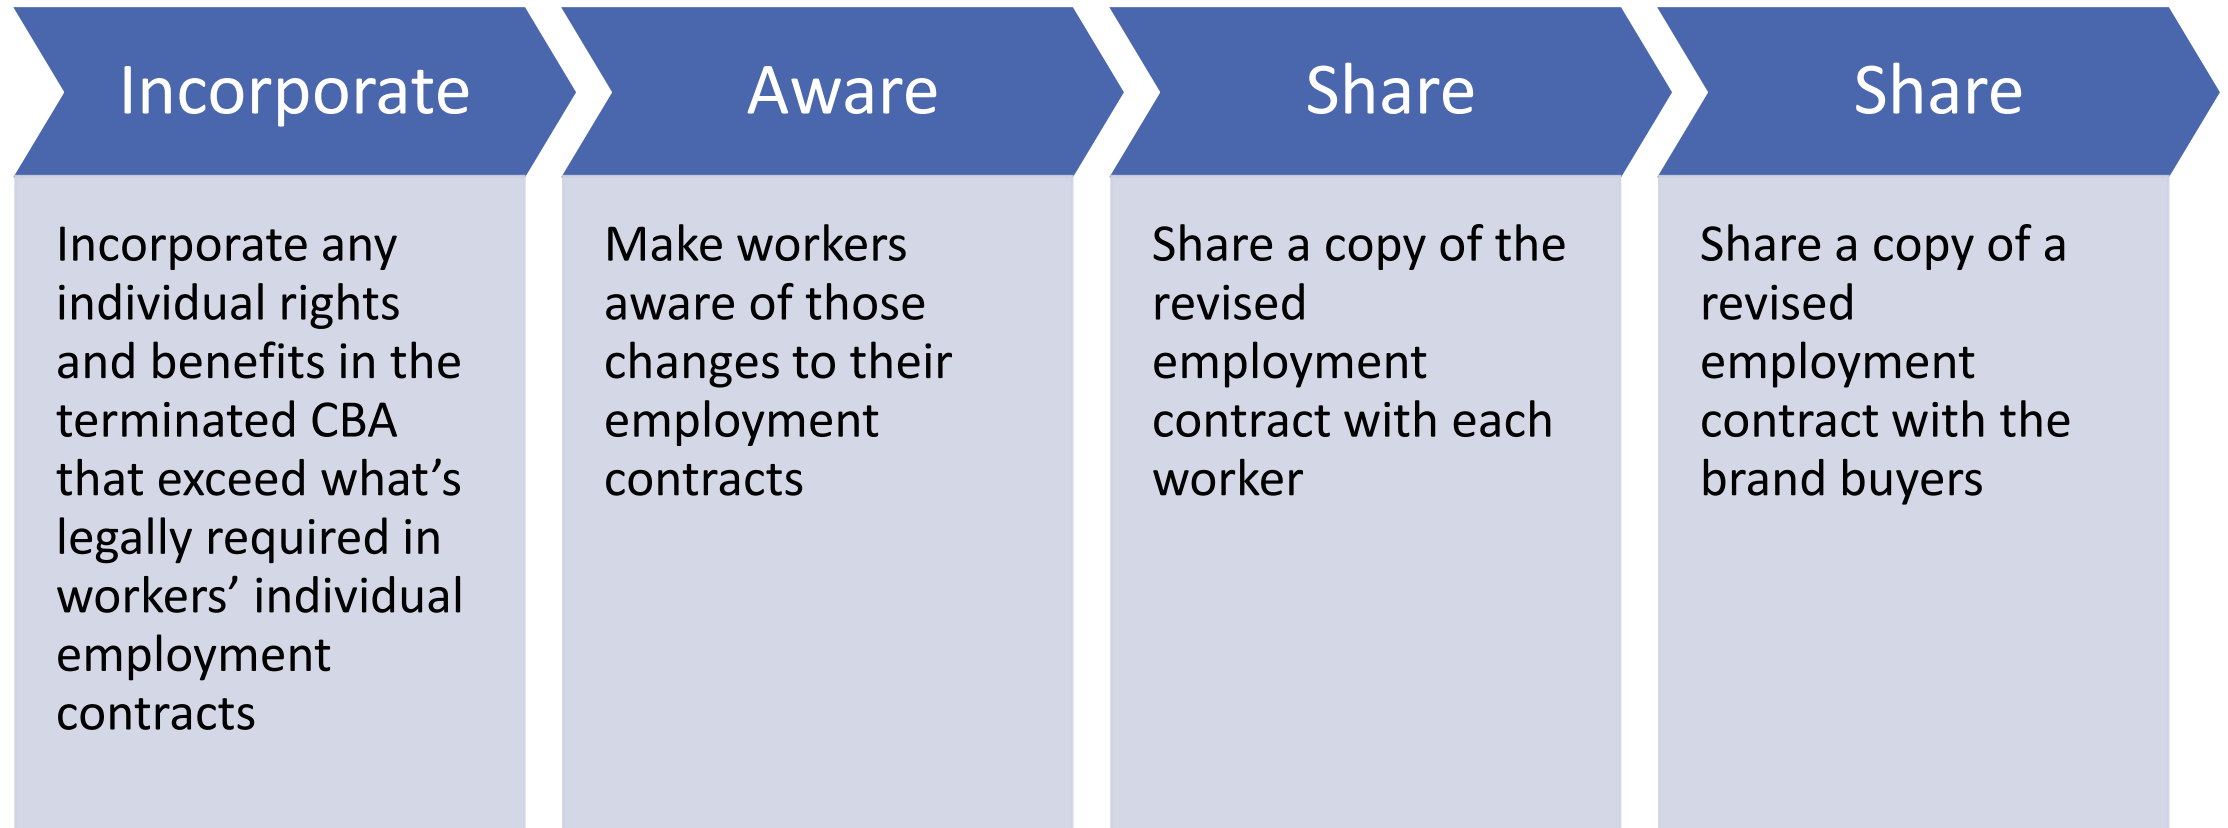 Incorporate
Incorporate any
individual rights
and benefits in the
terminated CBA
that exceed what’s
legally required in
workers’ individual
employment
contracts
Aware
Make workers
aware of those
changes to their
employment
contracts
Share
Share a copy of the
revised
employment
contract with each
worker
Share
Share a copy of a
revised
employment
contract with the
brand buyers